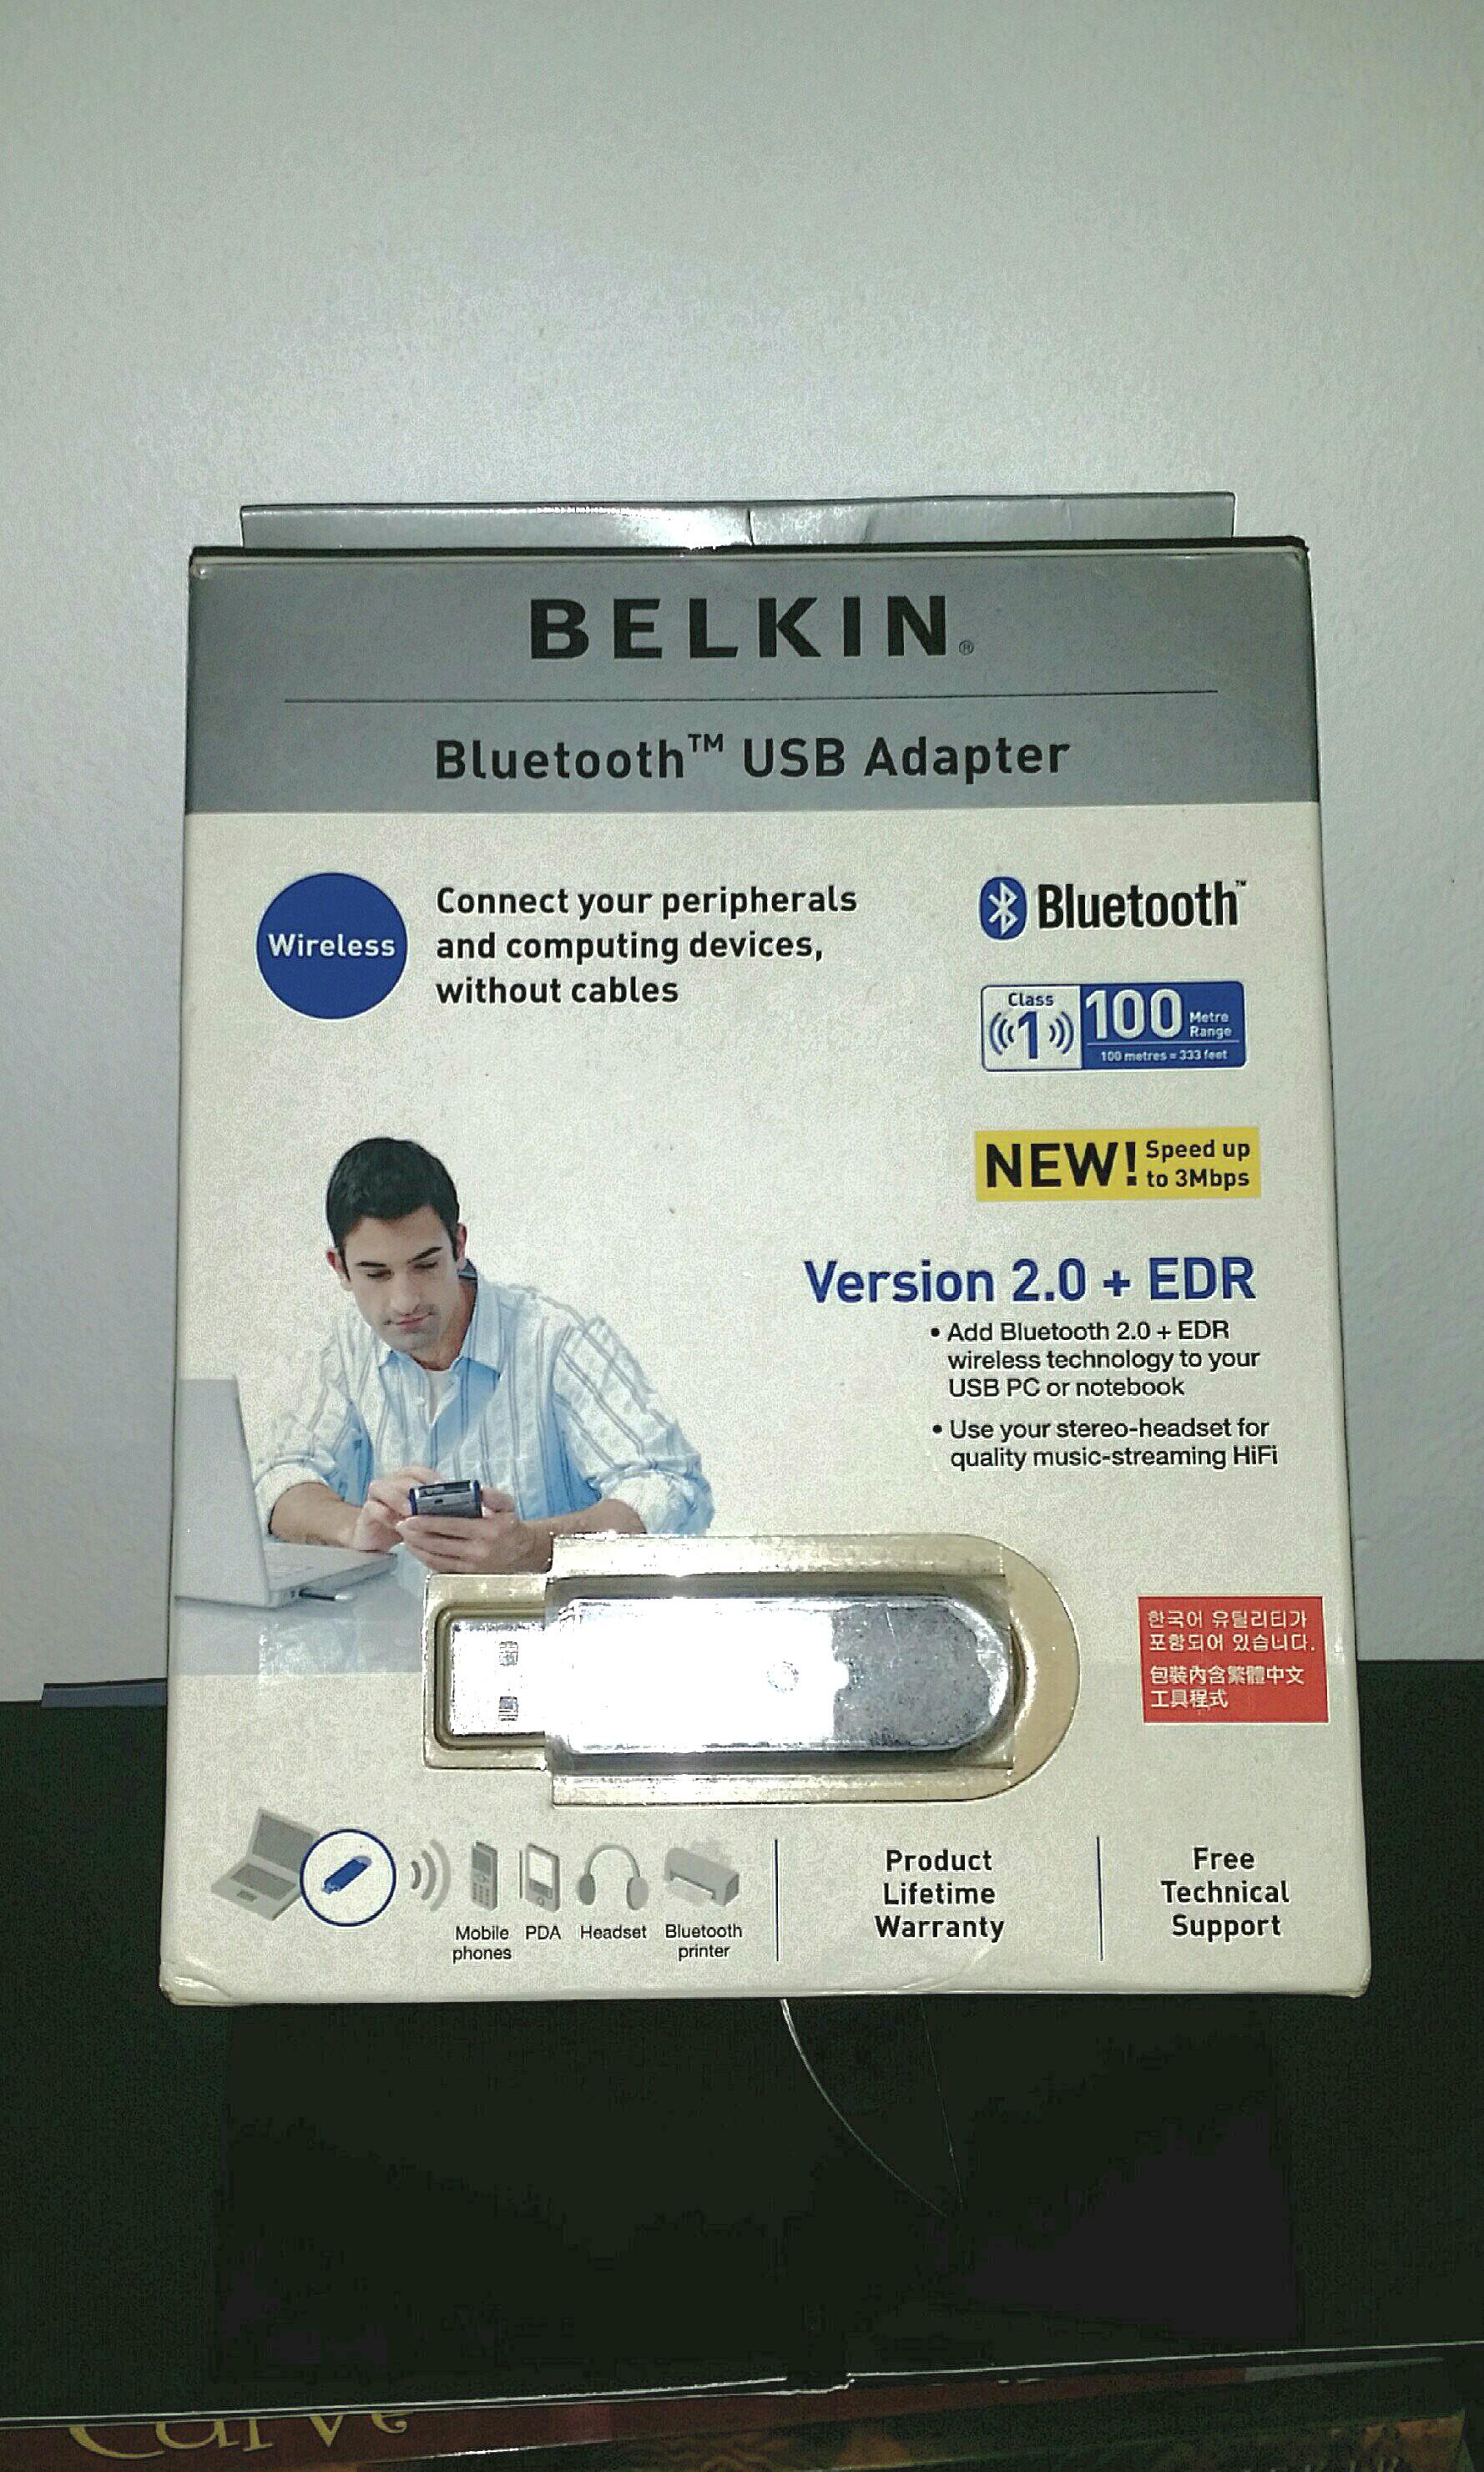 BELKIN®
Bluetooth™ USB Adapter
Wireless
Connect your peripherals
and computing devices,
without cables
Bluetooth™
Class
1
100 Metre
Range
100 metres = 333 feet
NEW! Speed up
to 3Mbps
Version 2.0 + EDR
• Add Bluetooth 2.0 + EDR
wireless technology to your
USB PC or notebook
• Use your stereo-headset for
quality music-streaming HiFi
한국어 유틸리티가
포함되어 있습니다.
包裝內含繁體中文
工具程式
Mobile
phones
PDA
Headset
Bluetooth
printer
Product
Lifetime
Warranty
Free
Technical
Support
Curve